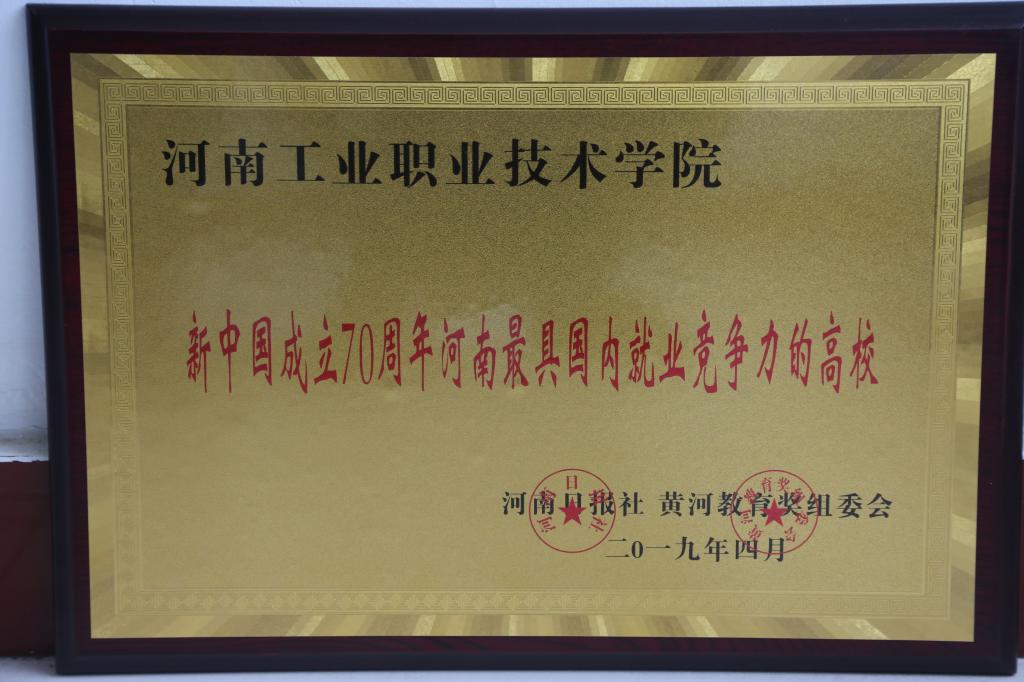 河南工业职业技术学院
新中国成立70周年河南最具国内就业竞争力的高校
河南日报社 黄河教育奖组委会
二0一九年四月